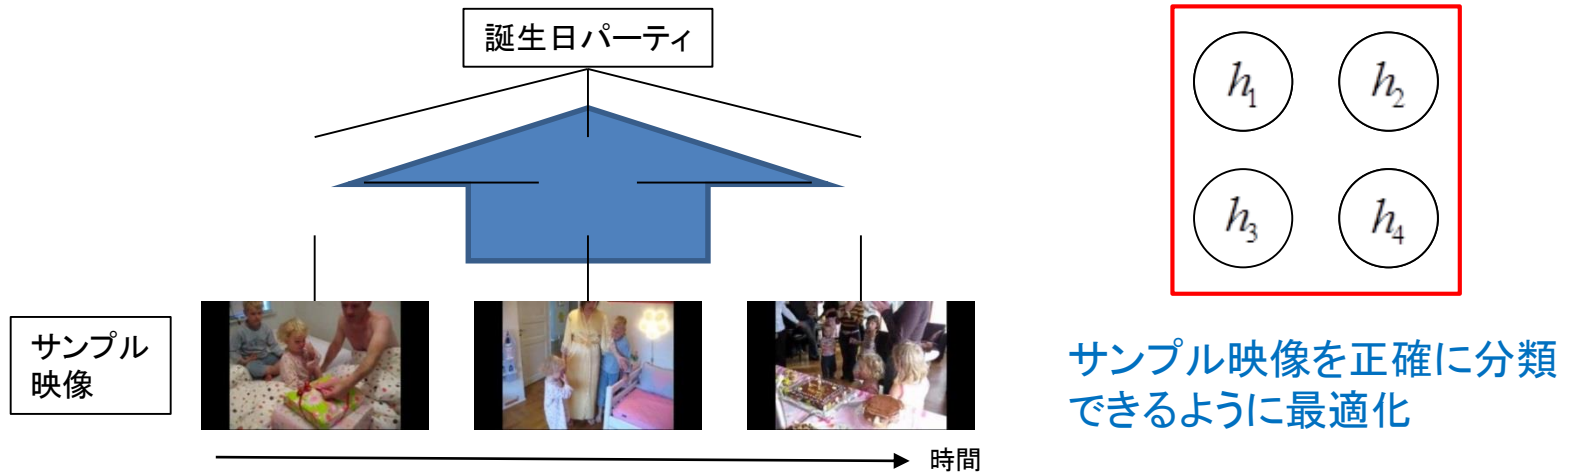 誕生日パーティ
h1
h2
h3
h4
サンプル
映像
サンプル映像を正確に分類
できるように最適化
時間